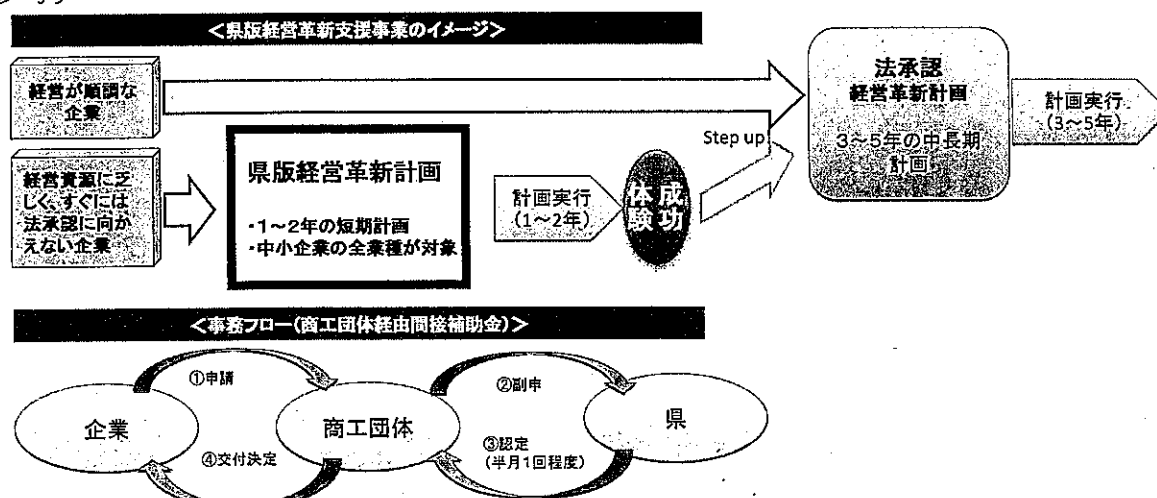 <県版経営革新支援事業のイメージ>
経営が順調な
企業
法承認
経営革新計画
3～5年の中長期
計画
計画実行
(3～5年)
Step up
経営資源に乏
しく、すぐには
法承認に向か
えない企業
県版経営革新計画
・1～2年の短期計画
・中小企業の全業種が対象
計画実行
(1～2年)
成功
体験
<事務フロー(商工団体経由間接補助金)>
①申請
②副申
企業
商工団体
県
④交付決定
③認定
(半月1回程度)